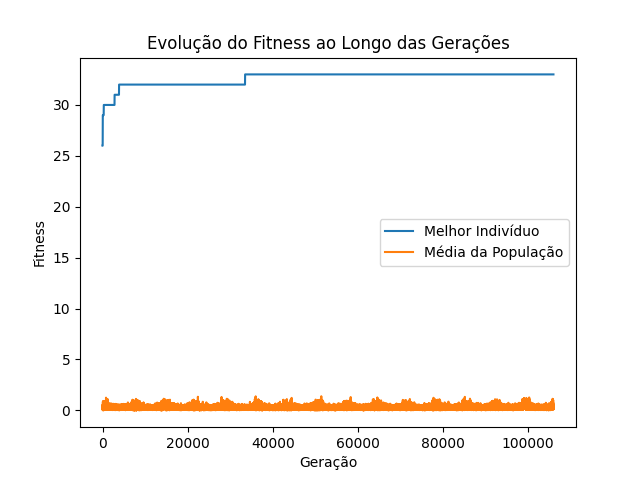 Evolução do Fitness ao Longo das Gerações
Fitness
30
25
20
15
10
5
0
Melhor Indivíduo
Média da População
0
20000
40000
60000
80000
100000
Geração